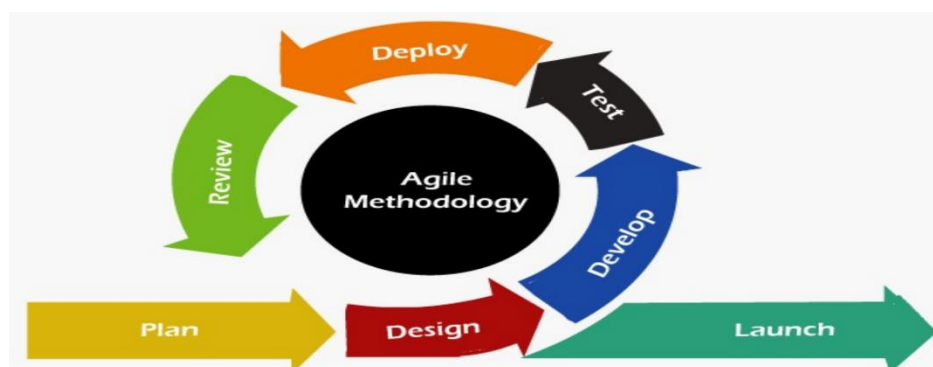 Deploy
Test
Review
Agile
Methodology
Develop
Plan
Design
Launch